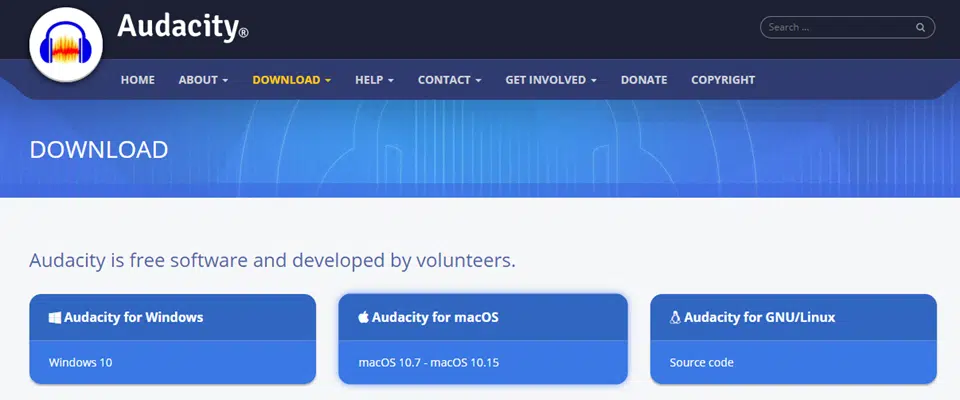 Audacity®
Search ...
HOME ABOUT DOWNLOAD HELP CONTACT GET INVOLVED DONATE COPYRIGHT
DOWNLOAD
Audacity is free software and developed by volunteers.
Audacity for Windows
Windows 10
Audacity for macOS
macOS 10.7 - macOS 10.15
Audacity for GNU/Linux
Source code